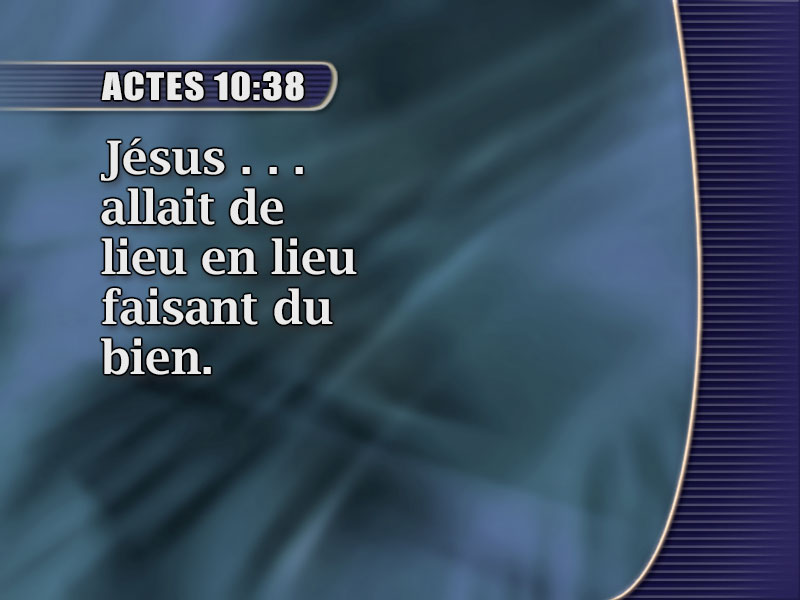 ACTES 10:38
Jésus . . .
allait de
lieu en lieu
faisant du
bien.